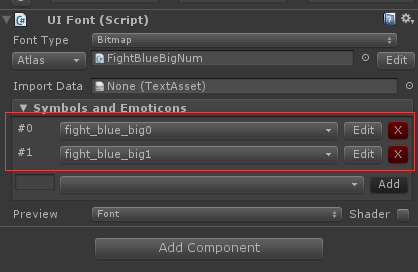 UI Font (Script)
Font Type Bitmap
Atlas FightBlueBigNum Edit
Import Data None (TextAsset)
Symbols and Emoticons
#0 fight_blue_big0 Edit X
#1 fight_blue_big1 Edit X
Add
Preview Font Shader
Add Component